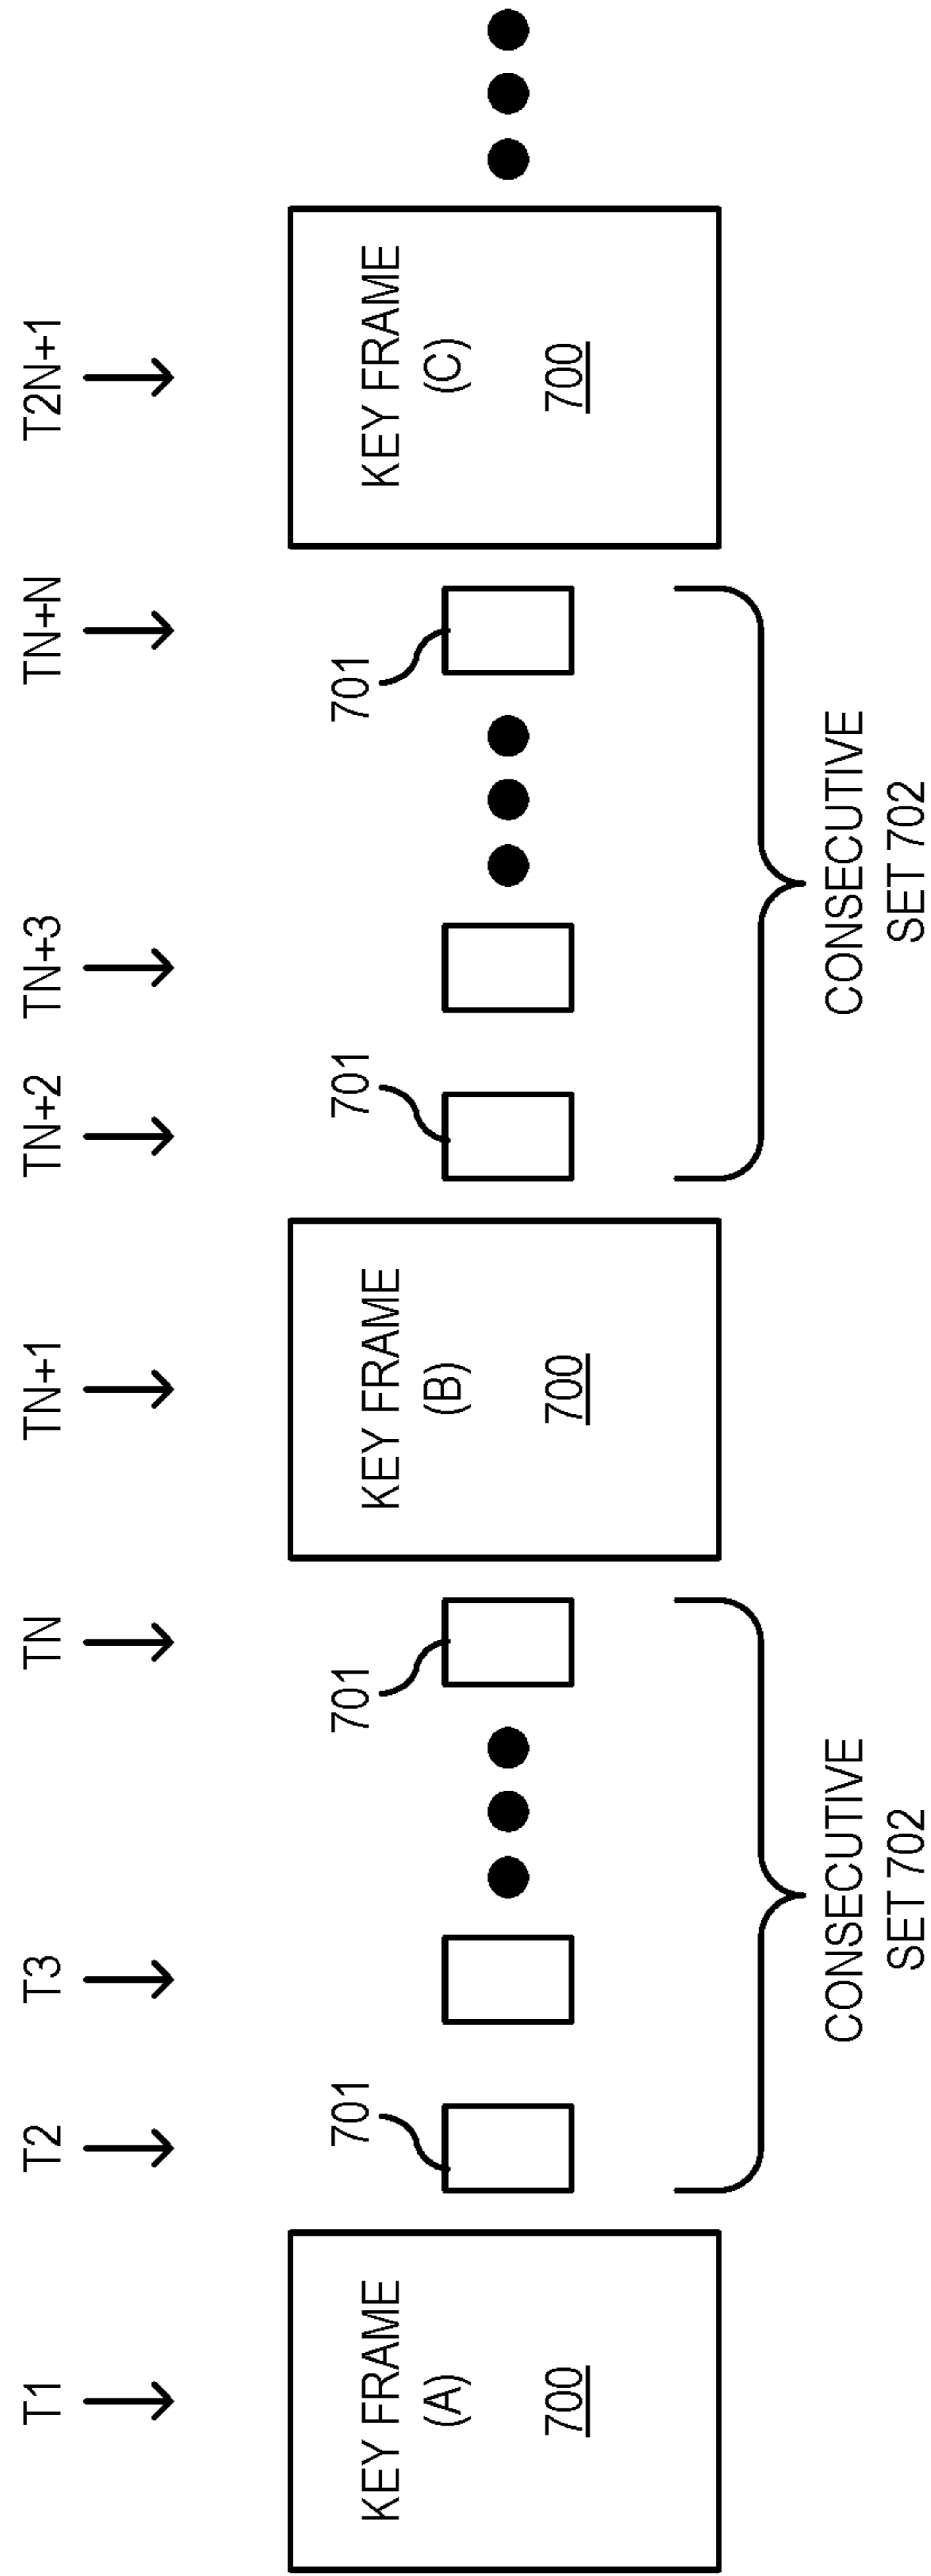 T1
T2
T3
TN
TN+1
TN+2
TN+3
TN+N
T2N+1
KEY FRAME
(A)
700
701
701
KEY FRAME
(B)
700
701
701
KEY FRAME
(C)
700
CONSECUTIVE
SET 702
CONSECUTIVE
SET 702